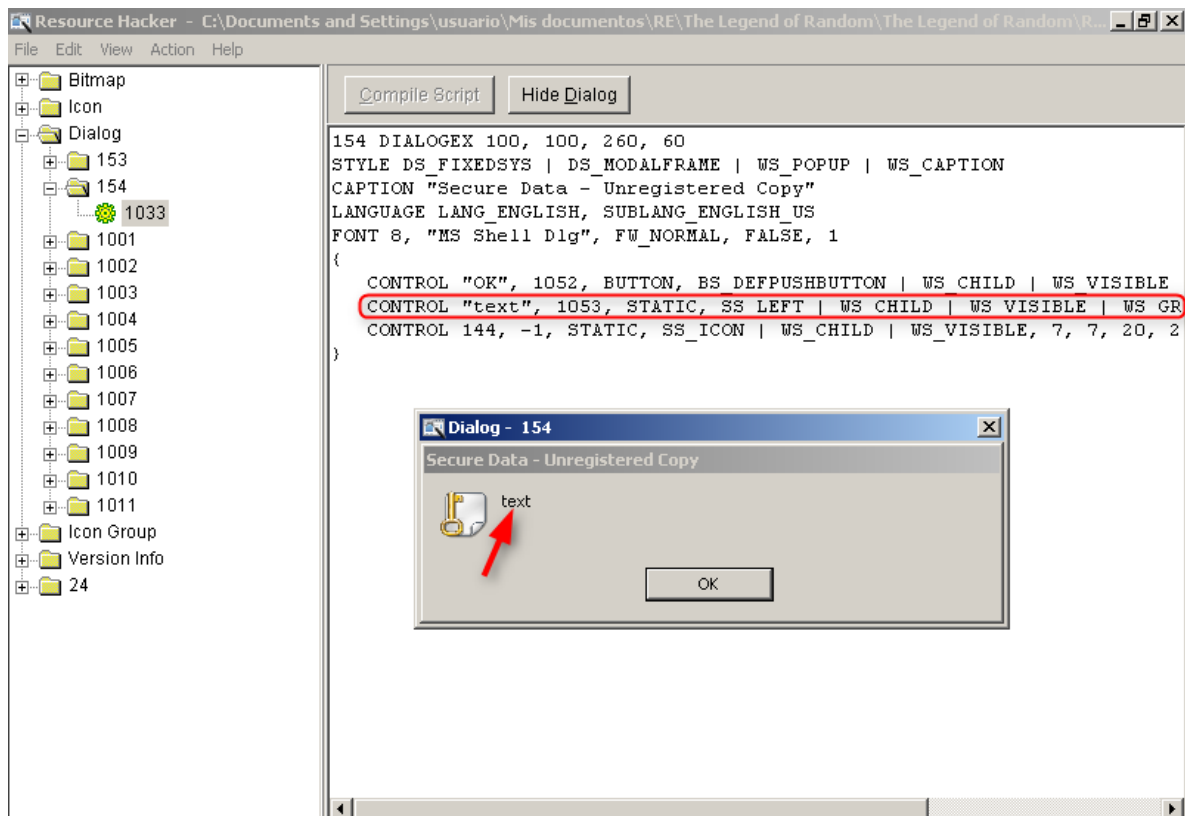 Resource Hacker - C:\Documents and Settings\usuario\Mis documentos\RE\The Legend of Random\The Legend of Random\R...
File Edit View Action Help
Bitmap
Icon
Dialog
153
154
1033
1001
1002
1003
1004
1005
1006
1007
1008
1009
1010
1011
Icon Group
Version Info
24
Compile Script Hide Dialog
154 DIALOGEX 100, 100, 260, 60
STYLE DS_FIXEDSYS | DS_MODALFRAME | WS_POPUP | WS_CAPTION
CAPTION "Secure Data - Unregistered Copy"
LANGUAGE LANG_ENGLISH, SUBLANG_ENGLISH_US
FONT 8, "MS Shell Dlg", FW_NORMAL, FALSE, 1
{
CONTROL "OK", 1052, BUTTON, BS_DEFPUSHBUTTON | WS_CHILD | WS_VISIBLE
CONTROL "text", 1053, STATIC, SS_LEFT | WS_CHILD | WS_VISIBLE | WS_GR
CONTROL 144, -1, STATIC, SS_ICON | WS_CHILD | WS_VISIBLE, 7, 7, 20, 2
}
Dialog - 154
Secure Data - Unregistered Copy
text
OK